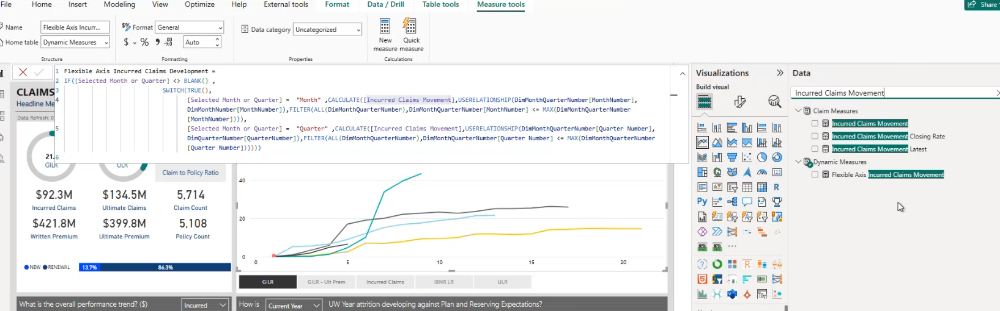 File Home Insert Modeling View Optimize Help External tools Format Data / Drill Table tools Measure tools Share
Name Flexible Axis Incurr... Format General Data category Uncategorized New measure Quick measure
Home table Dynamic Measures $ % Auto
Structure Formatting Properties Calculations
1 Flexible Axis Incurred Claims Development =
2 IF([Selected Month or Quarter] <> BLANK() ,
3 SWITCH(TRUE(),
4 [Selected Month or Quarter] = "Month" ,CALCULATE([Incurred Claims Movement],USERELATIONSHIP(DimMonthQuarterNumber[MonthNumber],
DimMonthNumber[MonthNumber]),FILTER(ALL(DimMonthQuarterNumber),DimMonthQuarterNumber[MonthNumber] <= MAX(DimMonthQuarterNumber
[MonthNumber]))),
5 [Selected Month or Quarter] = "Quarter" ,CALCULATE([Incurred Claims Movement],USERELATIONSHIP(DimMonthQuarterNumber[Quarter Number],
DimQuarterNumber[QuarterNumber]),FILTER(ALL(DimMonthQuarterNumber),DimMonthQuarterNumber[Quarter Number] <= MAX(DimMonthQuarterNumber
[Quarter Number])))))
6
CLAIMS
Headline Me
Data Refresh: 0
21.
GILR
ULR
Claim to Policy Ratio
$92.3M $134.5M 5,714
Incurred Claims Ultimate Claims Claim Count
$421.8M $399.8M 5,108
Written Premium Ultimate Premium Policy Count
NEW RENEWAL 13.7% 86.3%
40
20
0
0 5 10 15 20
GILR GILR - Ult Prem Incurred Claims IBNR LR ULR
What is the overall performance trend? ($) Incurred
How is Current Year UW Year attrition developing against Plan and Reserving Expectations?
Visualizations
Build visual
Py
R
123
Data
Incurred Claims Movement
Claim Measures
Incurred Claims Movement
Incurred Claims Movement Closing Rate
Incurred Claims Movement Latest
Dynamic Measures
Flexible Axis Incurred Claims Movement